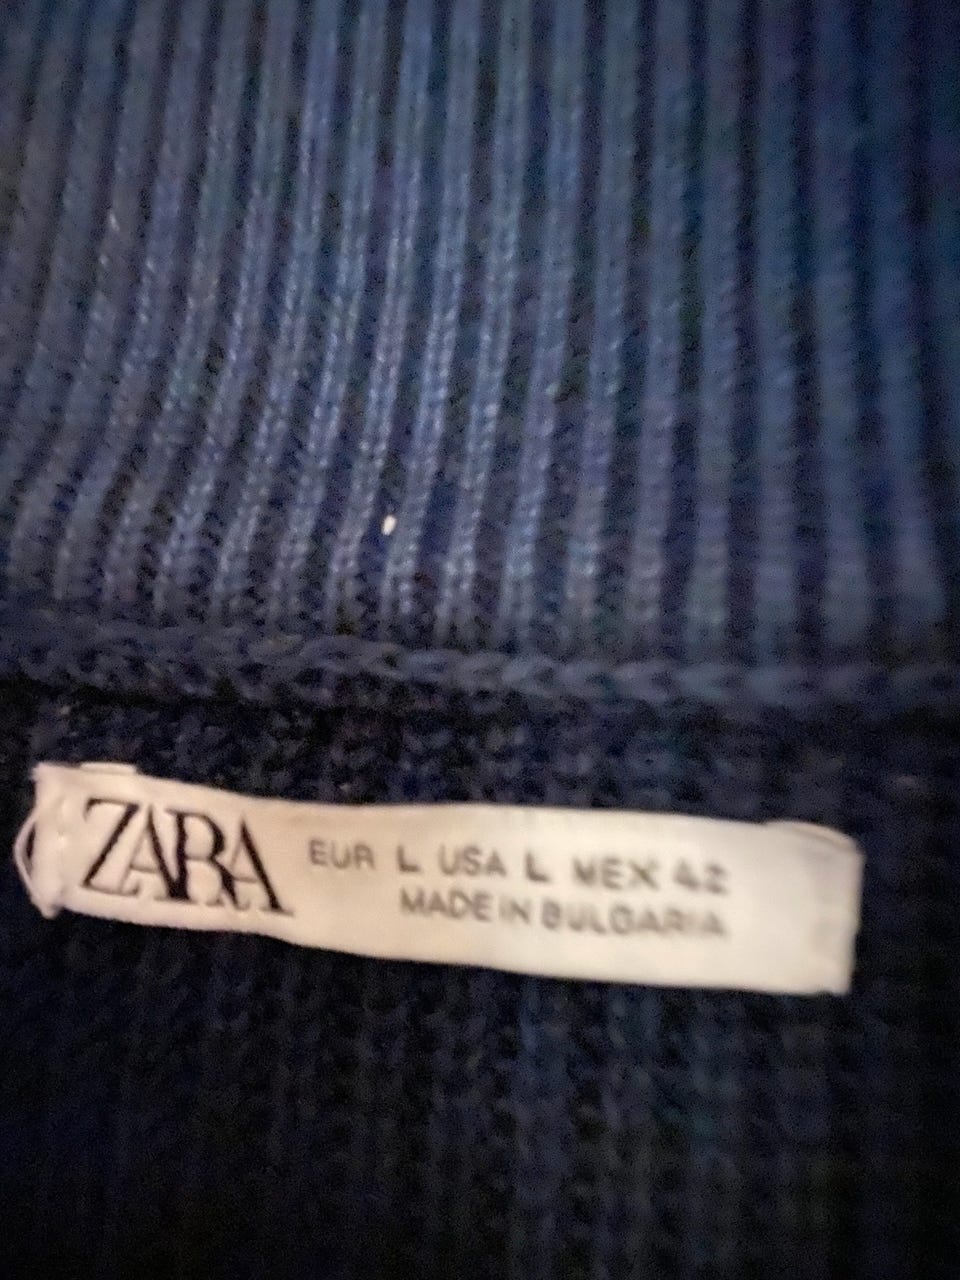 ZARA EUR L USA L MEX 42
MADE IN BULGARIA